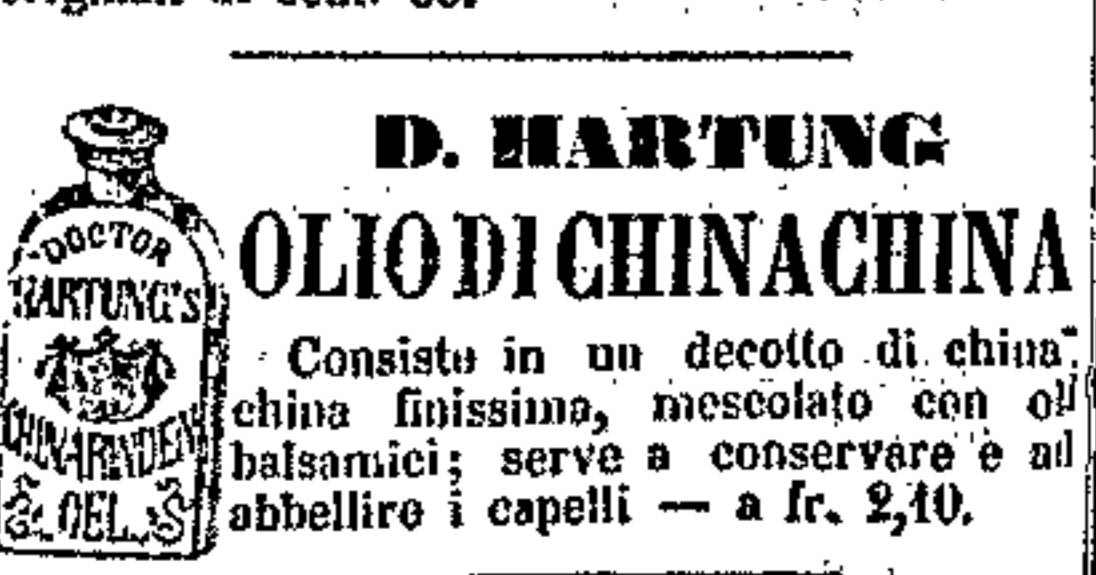 D. HARTUNG
OLIO DI CHINACHINA
Consiste in un decotto di china-
china finissima, mescolato con oli
balsamici; serve a conservare e ad
abbellire i capelli — a fr. 2,10.
DOCTOR
HARTUNG'S
CHINARINDEN
OEL